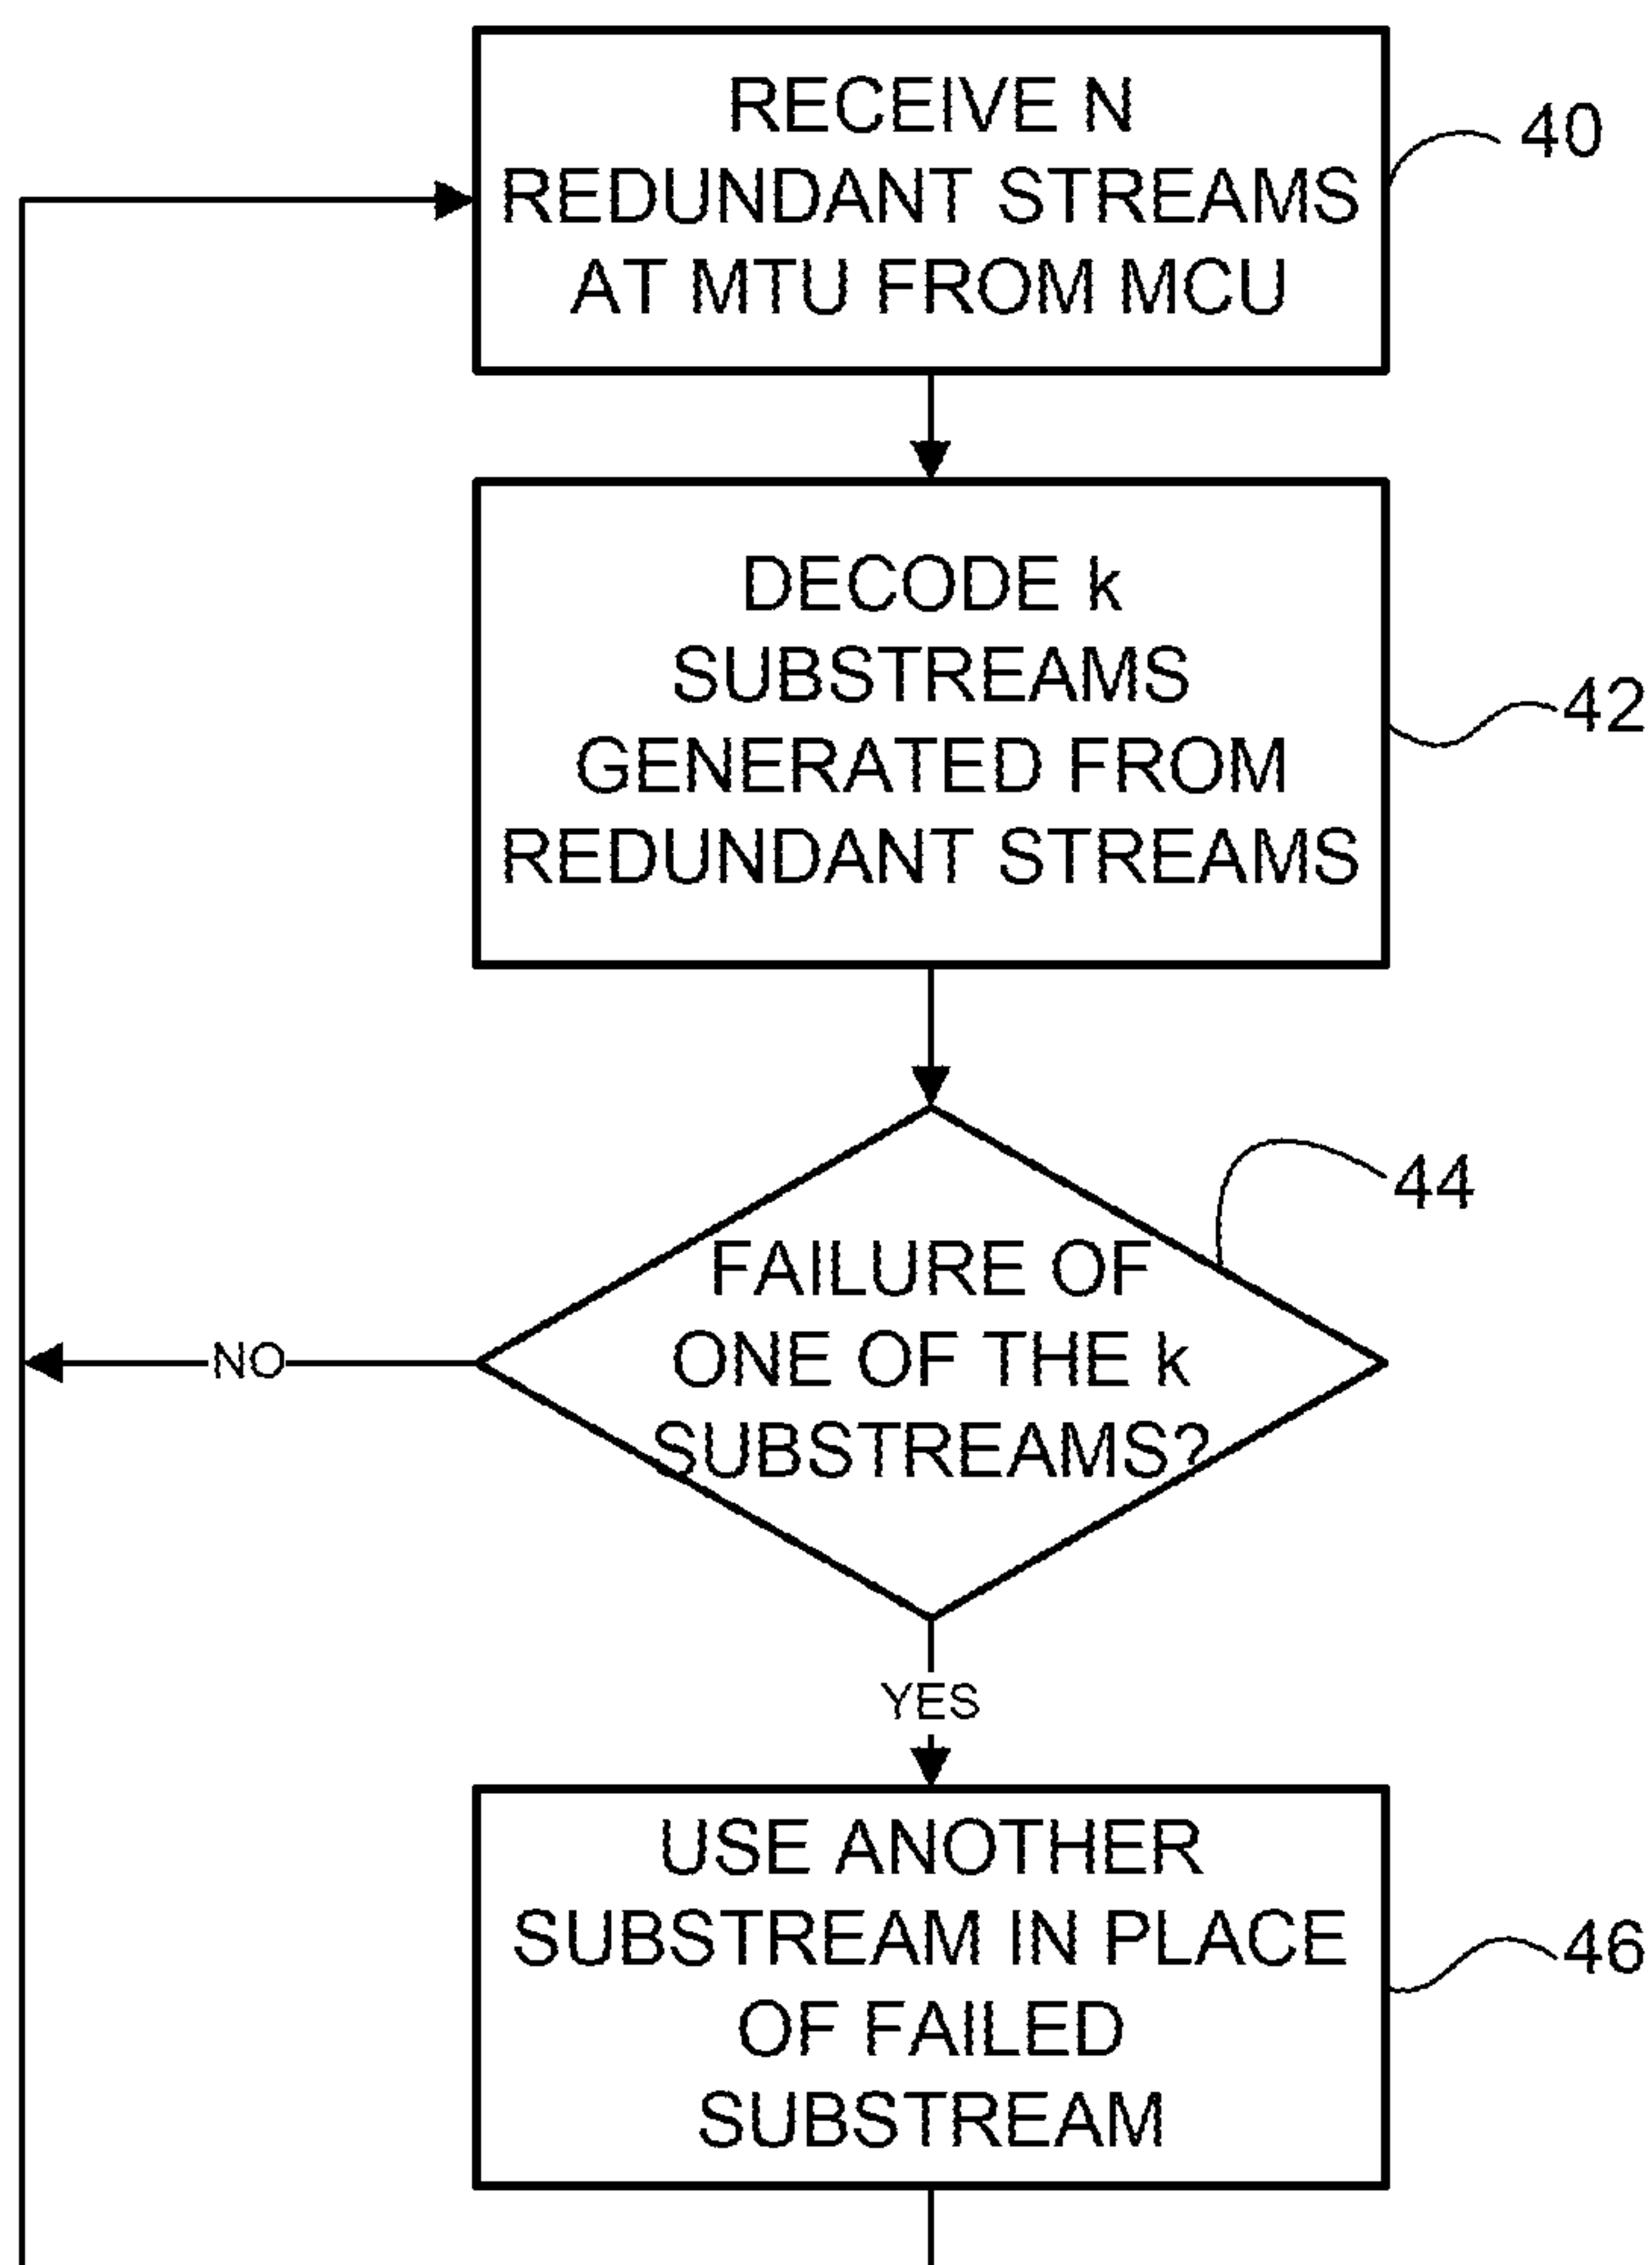 RECEIVE N
REDUNDANT STREAMS
AT MTU FROM MCU
40
DECODE k
SUBSTREAMS
GENERATED FROM
REDUNDANT STREAMS
42
44
FAILURE OF
ONE OF THE k
SUBSTREAMS?
NO
YES
USE ANOTHER
SUBSTREAM IN PLACE
OF FAILED
SUBSTREAM
46